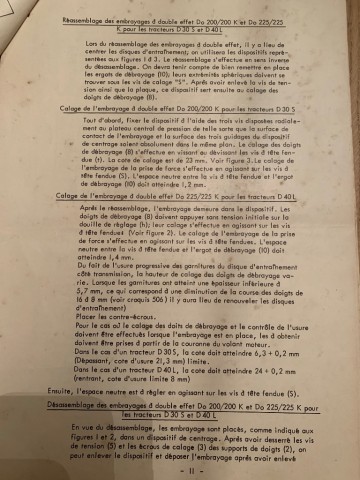 Réassemblage des embrayages à double effet Do 200/200 K et Do 225/225
K pour les tracteurs D 30 S et D 40 L
Lors du réassemblage des embrayages à double effet, il y a lieu de
centrer les disques d'entraînement; on utilisera les dispositifs repré-
sentées aux figures 1 à 3. Le réassemblage s'effectue en sens inverse
du désassemblage. On devra tenir compte de bien remettre en place
les ergots de débrayage (10); leurs extrémités sphériques doivent se
trouver sous les vis de calage "S". Après avoir enlevé la vis de ten-
sion ainsi que la plaque, ce dispositif sert ensuite au calage des
doigts de débrayage (8).
Calage de l'embrayage à double effet Do 200/200 K pour les tracteurs D 30 S
Tout d'abord, fixer le dispositif à l'aide des trois vis disposées radiale-
ment au plateau central de pression de telle sorte que la surface de
contact de l'embrayage et la surface des trois guidages du dispositif
de centrage soient absolument dans le même plan. Le calage des doigts
de débrayage (8) s'effectue en vissant ou dévissant les vis à tête fen-
due (t). La cote de calage est de 23 mm. Voir figure 3. Le calage de
l'embrayage de la prise de force s'effectue en agissant sur les vis à
tête fendue (S). L'espace neutre entre la vis à tête fendue et l'ergot
de débrayage (10) doit atteindre 1,2 mm.
Calage de l'embrayage à double effet Do 225/225 K pour les tracteurs D 40 L
Après le réassemblage, l'embrayage demeure dans le dispositif. Les
doigts de débrayage (8) doivent appuyer sans tension initiale sur la
douille de réglage (h); leur calage s'effectue en agissant sur les vis
à tête fendues (Voir figure 2). Le calage de l'embrayage de la prise
de force s'effectue en agissant sur les vis à tête fendues. L'espace
neutre entre la vis à tête fendue et l'ergot de débrayage (10) doit
atteindre 1,4 mm.
Du fait de l'usure progressive des garnitures du disque d'entraînement
côté transmission, la hauteur de calage des doigts de débrayage va-
rie. Lorsque les garnitures ont atteint une épaisseur inférieure à
5,7 mm, ce qui correspond à une diminution de la course des doigts de
16 à 8 mm (voir croquis 506) il y aura lieu de renouveler les disques
d'entraînement)
Placer les contre-écrous.
Pour le cas où le calage des doits de débrayage et le contrôle de l'usure
doivent être effectués lorsque l'embrayage est en place, les à obtenir
doivent être prises à partir de la couronne du volant moteur.
Dans le cas d'un tracteur D 30 S, la cote doit atteindre 6,3 + 0,2 mm
(Dépassant, cote d'usure 21,3 mm) limite.
Dans le cas d'un tracteur D 40 L, la cote doit atteindre 24 + 0,2 mm
(rentrant, cote d'usure limite 8 mm)
Ensuite, l'espace neutre est à régler en agissant sur les vis à tête fendue (S).
Désassemblage des embrayages à double effet Do 200/200 K et Do 225/225 K pour
les tracteurs D 30 S et D 40 L
En vue du désassemblage, les embrayage sont placés, comme indiqué aux
figures 1 et 2, dans un dispositif de centrage. Après avoir desserré les vis
de tension (5) et les écrous de calage (3) des supports de doigts (2), on
peut enlever le dispositif et déposer l'embrayage après avoir enlevé
- 11 -